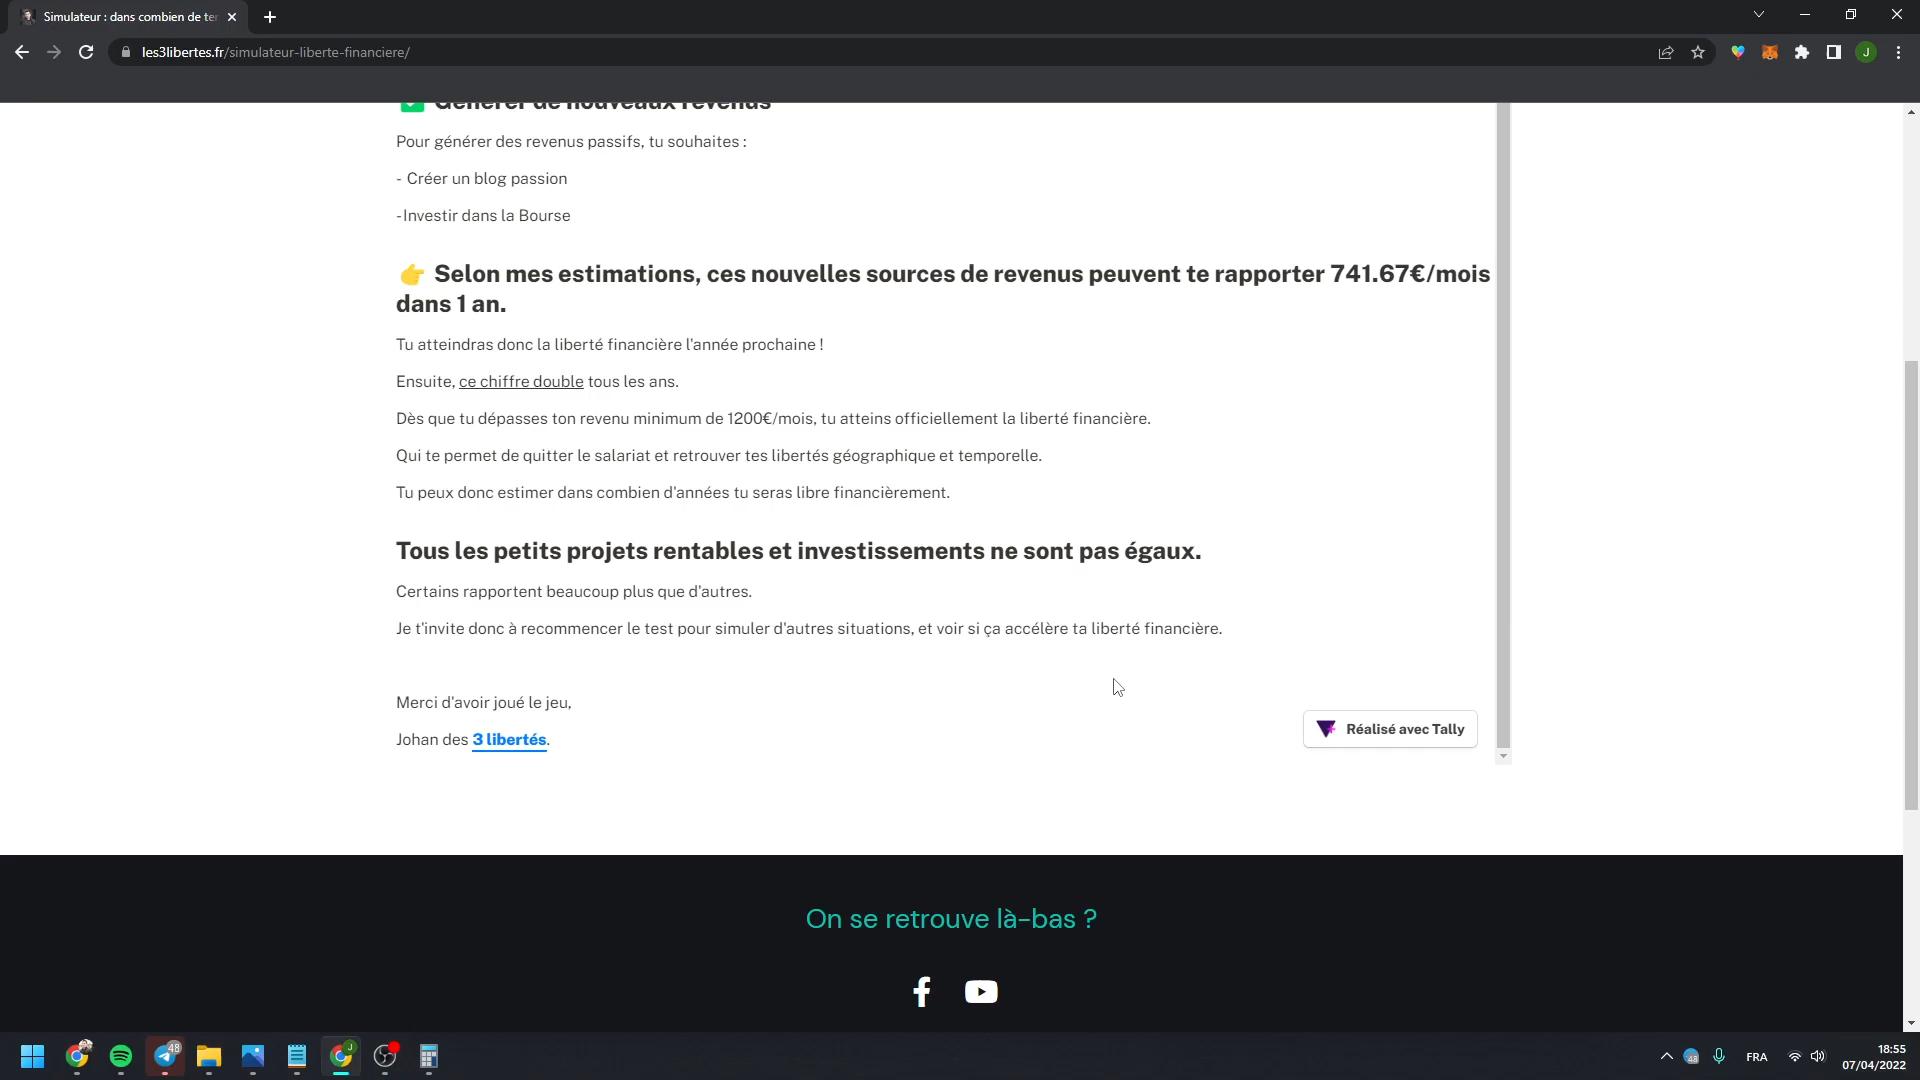 Simulateur : dans combien de ter
les3libertes.fr/simulateur-liberte-financiere/
J
Générer de nouveaux revenus
Pour générer des revenus passifs, tu souhaites :
- Créer un blog passion
-Investir dans la Bourse
👉 Selon mes estimations, ces nouvelles sources de revenus peuvent te rapporter 741.67€/mois
dans 1 an.
Tu atteindras donc la liberté financière l'année prochaine !
Ensuite, ce chiffre double tous les ans.
Dès que tu dépasses ton revenu minimum de 1200€/mois, tu atteins officiellement la liberté financière.
Qui te permet de quitter le salariat et retrouver tes libertés géographique et temporelle.
Tu peux donc estimer dans combien d'années tu seras libre financièrement.
Tous les petits projets rentables et investissements ne sont pas égaux.
Certains rapportent beaucoup plus que d'autres.
Je t'invite donc à recommencer le test pour simuler d'autres situations, et voir si ça accélère ta liberté financière.
Merci d'avoir joué le jeu,
Réalisé avec Tally
Johan des 3 libertés.
On se retrouve là-bas ?
48
J
48
FRA
18:55
07/04/2022